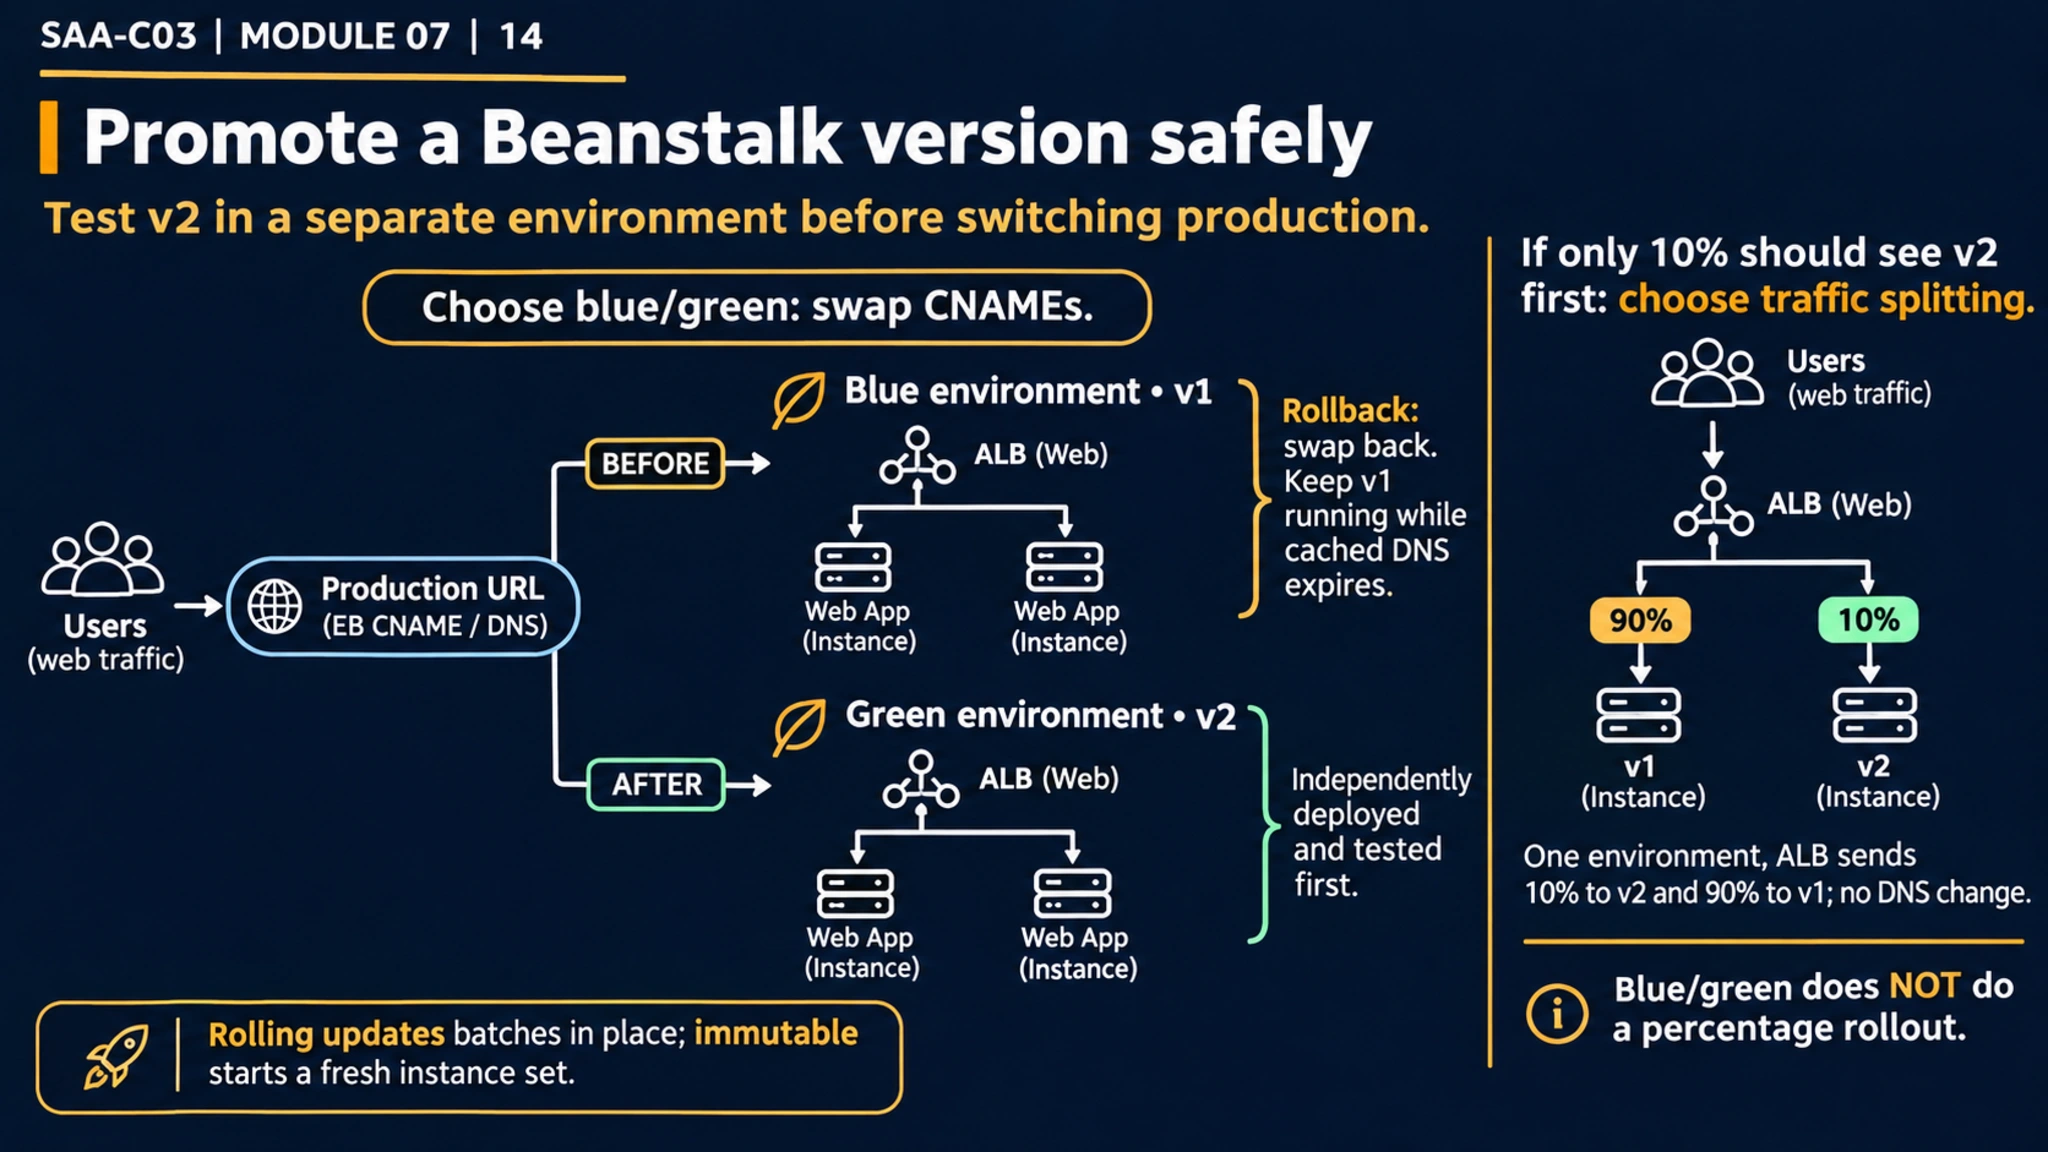 SAA-C03 | MODULE 07 | 14
Promote a Beanstalk version safely
Test v2 in a separate environment before switching production.
Choose blue/green: swap CNAMEs.
Users
(web traffic)
Production URL
(EB CNAME / DNS)
BEFORE
Blue environment • v1
ALB (Web)
Web App
(Instance)
Web App
(Instance)
Rollback:
swap back.
Keep v1
running while
cached DNS
expires.
AFTER
Green environment • v2
ALB (Web)
Web App
(Instance)
Web App
(Instance)
Independently
deployed
and tested
first.
Rolling updates batches in place; immutable
starts a fresh instance set.
If only 10% should see v2
first: choose traffic splitting.
Users
(web traffic)
ALB (Web)
90%
10%
v1
(Instance)
v2
(Instance)
One environment, ALB sends
10% to v2 and 90% to v1; no DNS change.
i
Blue/green does NOT do
a percentage rollout.